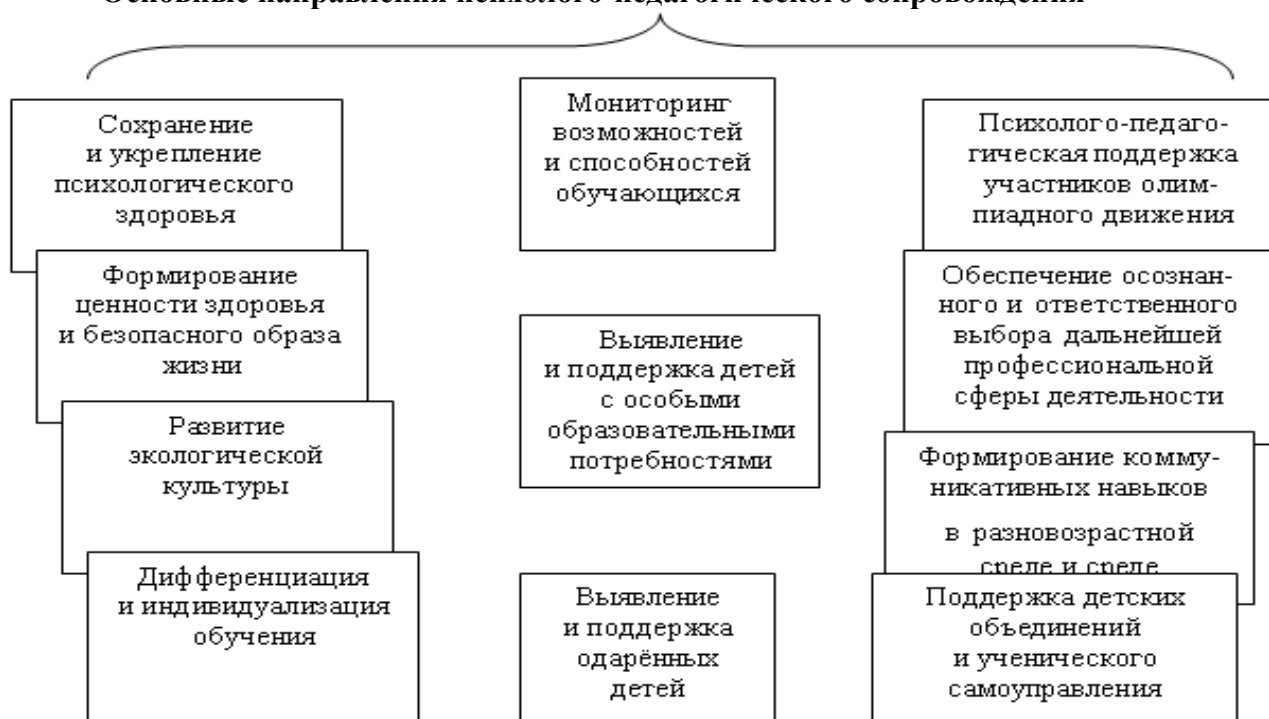 Основные направления психолого-педагогического сопровождения
Сохранение
и укрепление
психологического
здоровья
Формирование
ценности здоровья
и безопасного образа
жизни
Развитие
экологической
культуры
Дифференциация
и индивидуализация
обучения
Мониторинг
возможностей
и способностей
обучающихся
Выявление
и поддержка детей
с особыми
образовательными
потребностями
Выявление
и поддержка
одарённых
детей
Психолого-педаго-
гическая поддержка
участников олим-
пиадного движения
Обеспечение осознан-
ного и ответственного
выбора дальнейшей
профессиональной
сферы деятельности
Формирование комму-
никативных навыков
в разновозрастной
среде и среде
Поддержка детских
объединений
и ученического
самоуправления